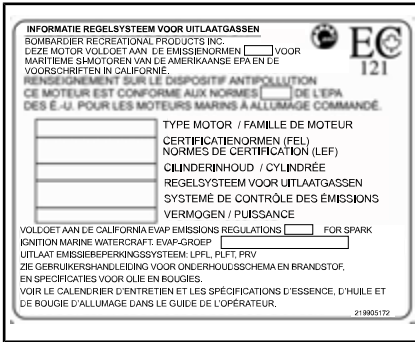 INFORMATIE REGELSYSTEEM VOOR UITLAATGASSEN
BOMBARDIER RECREATIONAL PRODUCTS INC.
DEZE MOTOR VOLDOET AAN DE EMISSIENORMEN VOOR
MARITIEME SI-MOTOREN VAN DE AMERIKAANSE EPA EN DE
VOORSCHRIFTEN IN CALIFORNIË.
EC
121
RENSEIGNEMENT SUR LE DISPOSITIF ANTIPOLLUTION
CE MOTEUR EST CONFORME AUX NORMES DE L'EPA
DES É.-U. POUR LES MOTEURS MARINS À ALLUMAGE COMMANDÉ.
TYPE MOTOR / FAMILLE DE MOTEUR
CERTIFICATIENORMEN (FEL)
NORMES DE CERTIFICATION (LEF)
CILINDERINHOUD / CYLINDRÉE
REGELSYSTEEM VOOR UITLAATGASSEN
SYSTEMÉ DE CONTRÔLE DES ÉMISSIONS
VERMOGEN / PUISSANCE
VOLDOET AAN DE CALIFORNIA EVAP EMISSIONS REGULATIONS FOR SPARK
IGNITION MARINE WATERCRAFT. EVAP-GROEP
UITLAAT EMISSIEBEPERKINGSSYSTEEM: LPFL, PLFT, PRV
ZIE GEBRUIKERSHANDLEIDING VOOR ONDERHOUDSSCHEMA EN BRANDSTOF,
EN SPECIFICATIES VOOR OLIE EN BOUGIES.
VOIR LE CALENDRIER D'ENTRETIEN ET LES SPÉCIFICATIONS D'ESSENCE, D'HUILE ET
DE BOUGIE D'ALLUMAGE DANS LE GUIDE DE L'OPÉRATEUR.
219905172